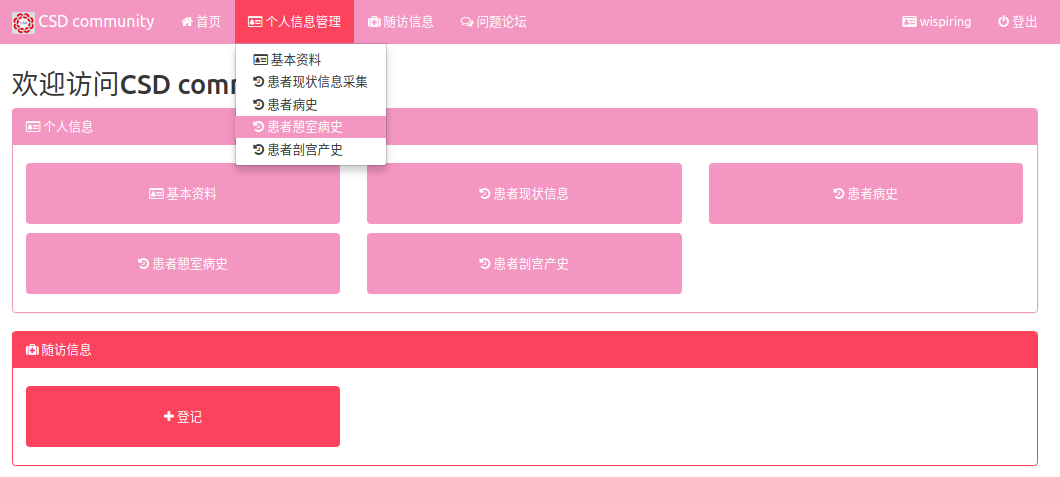 CSD community 首页 个人信息管理 随访信息 问题论坛 wispiring 登出
基本资料
患者现状信息采集
患者病史
患者憩室病史
患者剖宫产史
欢迎访问CSD comm
个人信息
基本资料 患者现状信息 患者病史
患者憩室病史 患者剖宫产史
随访信息
登记